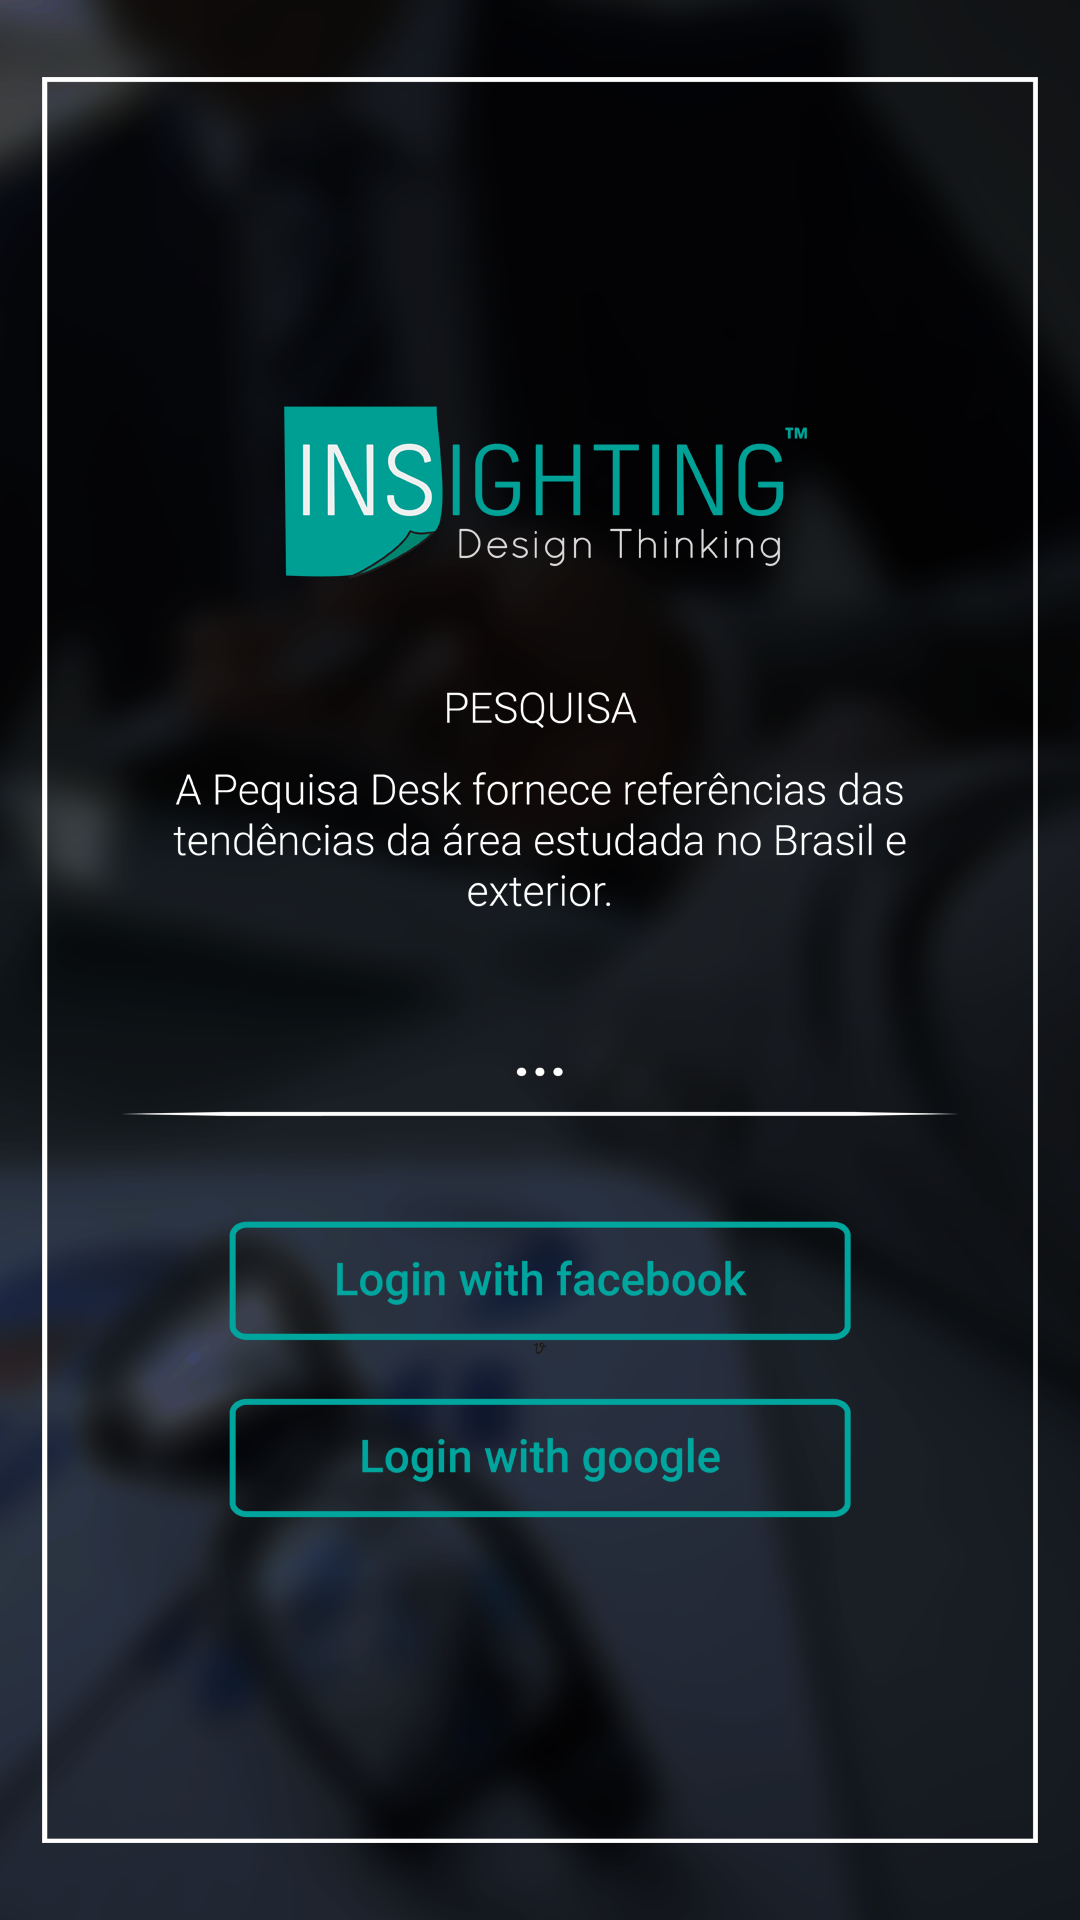 INSIGHTING™
Design Thinking
PESQUISA
A Pequisa Desk fornece referências das
tendências da área estudada no Brasil e
exterior.
...
Login with facebook
Login with google